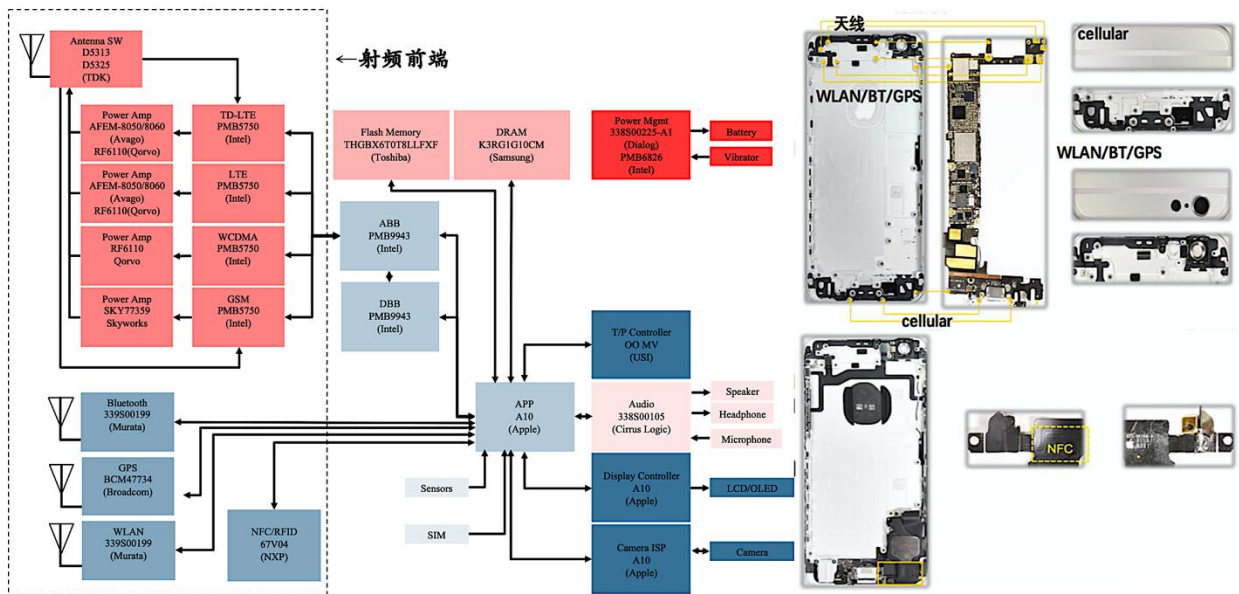 Antenna SW
D5313
D5325
(TDK)
←射频前端
Power Amp
AFEM-8050/8060
(Avago)
RF6110(Qorvo)
TD-LTE
PMB5750
(Intel)
Power Amp
AFEM-8050/8060
(Avago)
RF6110(Qorvo)
LTE
PMB5750
(Intel)
Power Amp
RF6110
Qorvo
WCDMA
PMB5750
(Intel)
Power Amp
SKY77359
Skyworks
GSM
PMB5750
(Intel)
Bluetooth
339S00199
(Murata)
GPS
BCM47734
(Broadcom)
WLAN
339S00199
(Murata)
NFC/RFID
67V04
(NXP)
Flash Memory
THGBX6T0T8LLFXF
(Toshiba)
DRAM
K3RG1G10CM
(Samsung)
Power Mgmt
338S00225-A1
(Dialog)
PMB6826
(Intel)
Battery
Vibrator
ABB
PMB9943
(Intel)
DBB
PMB9943
(Intel)
T/P Controller
OO MV
(USI)
APP
A10
(Apple)
Audio
338S00105
(Cirrus Logic)
Speaker
Headphone
Microphone
Sensors
SIM
Display Controller
A10
(Apple)
LCD/OLED
Camera ISP
A10
(Apple)
Camera
天线
WLAN/BT/GPS
cellular
cellular
WLAN/BT/GPS
NFC